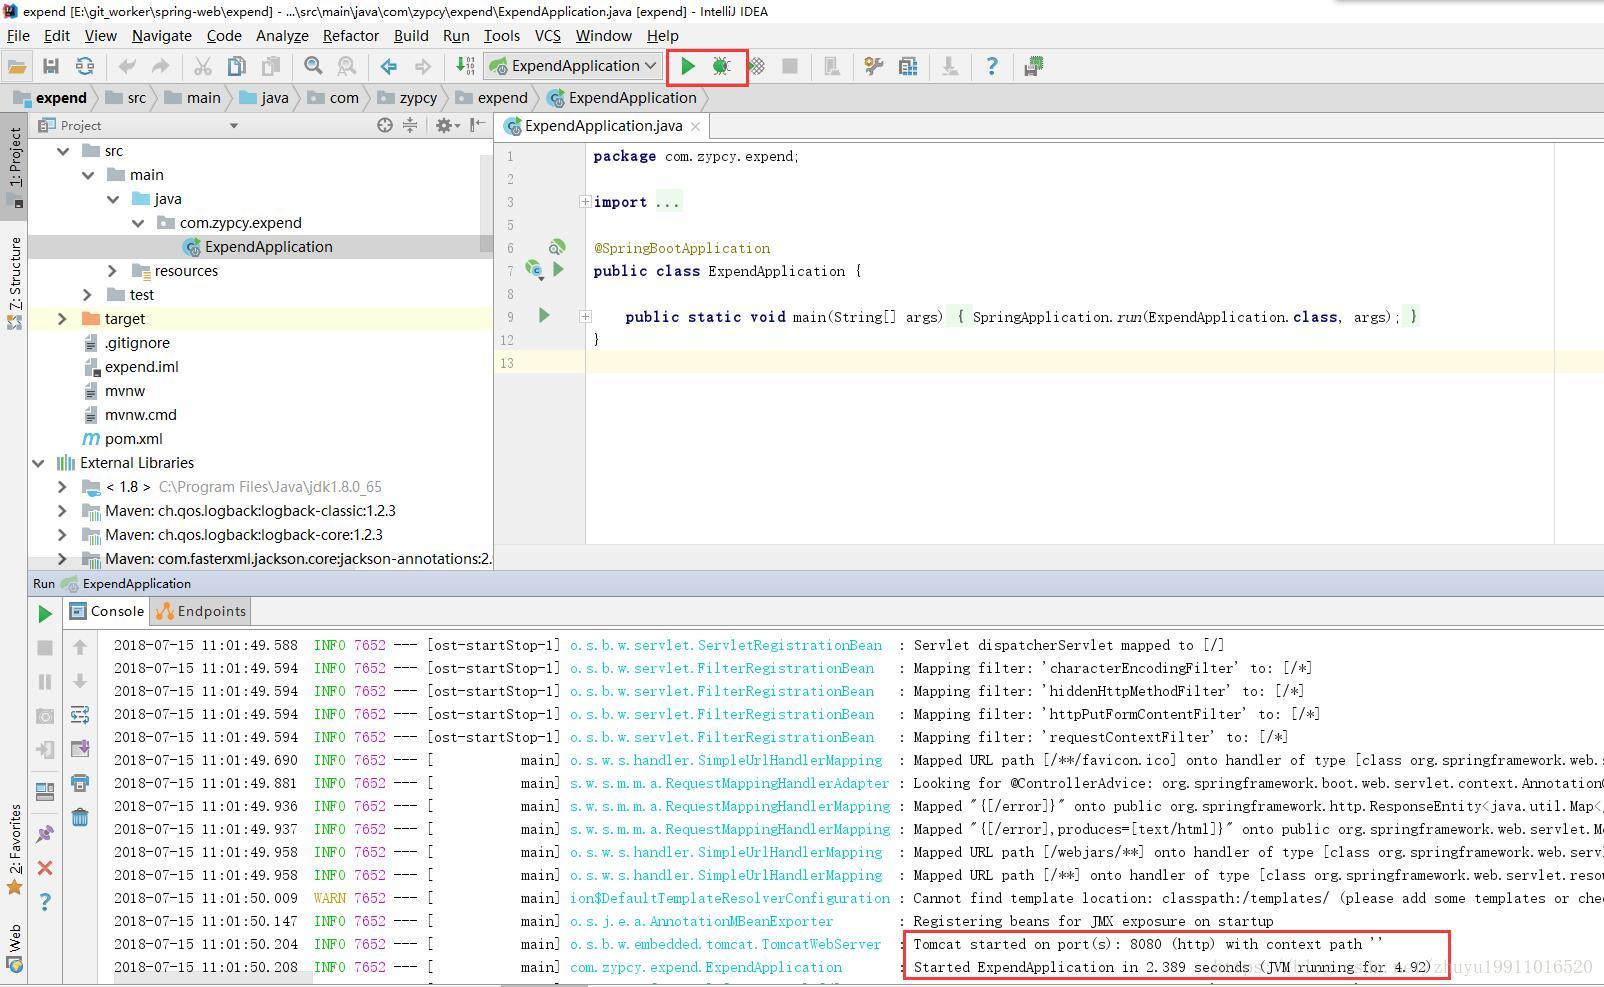 expend [E:\git_worker\spring-web\expend] - ...\src\main\java\com\zypcy\expend\ExpendApplication.java [expend] - IntelliJ IDEA
File Edit View Navigate Code Analyze Refactor Build Run Tools VCS Window Help
ExpendApplication
expend src main java com zypcy expend ExpendApplication
1: Project
Z: Structure
2: Favorites
Web
Project
src
main
java
com.zypcy.expend
ExpendApplication
resources
test
target
.gitignore
expend.iml
mvnw
mvnw.cmd
pom.xml
External Libraries
< 1.8 > C:\Program Files\Java\jdk1.8.0_65
Maven: ch.qos.logback:logback-classic:1.2.3
Maven: ch.qos.logback:logback-core:1.2.3
Maven: com.fasterxml.jackson.core:jackson-annotations:2.
ExpendApplication.java
1 package com.zypcy.expend;
2
3 import ...
5
6 @SpringBootApplication
7 public class ExpendApplication {
8
9 public static void main(String[] args) { SpringApplication.run(ExpendApplication.class, args); }
12 }
13
Run ExpendApplication
Console Endpoints
2018-07-15 11:01:49.588 INFO 7652 --- [ost-startStop-1] o.s.b.w.servlet.ServletRegistrationBean : Servlet dispatcherServlet mapped to [/]
2018-07-15 11:01:49.594 INFO 7652 --- [ost-startStop-1] o.s.b.w.servlet.FilterRegistrationBean : Mapping filter: 'characterEncodingFilter' to: [/*]
2018-07-15 11:01:49.594 INFO 7652 --- [ost-startStop-1] o.s.b.w.servlet.FilterRegistrationBean : Mapping filter: 'hiddenHttpMethodFilter' to: [/*]
2018-07-15 11:01:49.594 INFO 7652 --- [ost-startStop-1] o.s.b.w.servlet.FilterRegistrationBean : Mapping filter: 'httpPutFormContentFilter' to: [/*]
2018-07-15 11:01:49.594 INFO 7652 --- [ost-startStop-1] o.s.b.w.servlet.FilterRegistrationBean : Mapping filter: 'requestContextFilter' to: [/*]
2018-07-15 11:01:49.690 INFO 7652 --- [ main] o.s.w.s.handler.SimpleUrlHandlerMapping : Mapped URL path [/**/favicon.ico] onto handler of type [class org.springframework.web.s
2018-07-15 11:01:49.881 INFO 7652 --- [ main] s.w.s.m.m.a.RequestMappingHandlerAdapter : Looking for @ControllerAdvice: org.springframework.boot.web.servlet.context.AnnotationC
2018-07-15 11:01:49.936 INFO 7652 --- [ main] s.w.s.m.m.a.RequestMappingHandlerMapping : Mapped "{[/error]}" onto public org.springframework.http.ResponseEntity<java.util.Map<
2018-07-15 11:01:49.937 INFO 7652 --- [ main] s.w.s.m.m.a.RequestMappingHandlerMapping : Mapped "{[/error],produces=[text/html]}" onto public org.springframework.web.servlet.Mo
2018-07-15 11:01:49.958 INFO 7652 --- [ main] o.s.w.s.handler.SimpleUrlHandlerMapping : Mapped URL path [/webjars/**] onto handler of type [class org.springframework.web.servl
2018-07-15 11:01:49.958 INFO 7652 --- [ main] o.s.w.s.handler.SimpleUrlHandlerMapping : Mapped URL path [/**] onto handler of type [class org.springframework.web.servlet.resou
2018-07-15 11:01:50.009 WARN 7652 --- [ main] ion$DefaultTemplateResolverConfiguration : Cannot find template location: classpath:/templates/ (please add some templates or chec
2018-07-15 11:01:50.147 INFO 7652 --- [ main] o.s.j.e.a.AnnotationMBeanExporter : Registering beans for JMX exposure on startup
2018-07-15 11:01:50.204 INFO 7652 --- [ main] o.s.b.w.embedded.tomcat.TomcatWebServer : Tomcat started on port(s): 8080 (http) with context path ''
2018-07-15 11:01:50.208 INFO 7652 --- [ main] com.zypcy.expend.ExpendApplication : Started ExpendApplication in 2.389 seconds (JVM running for 4.92)
https://blog.csdn.net/zhuyu19911016520